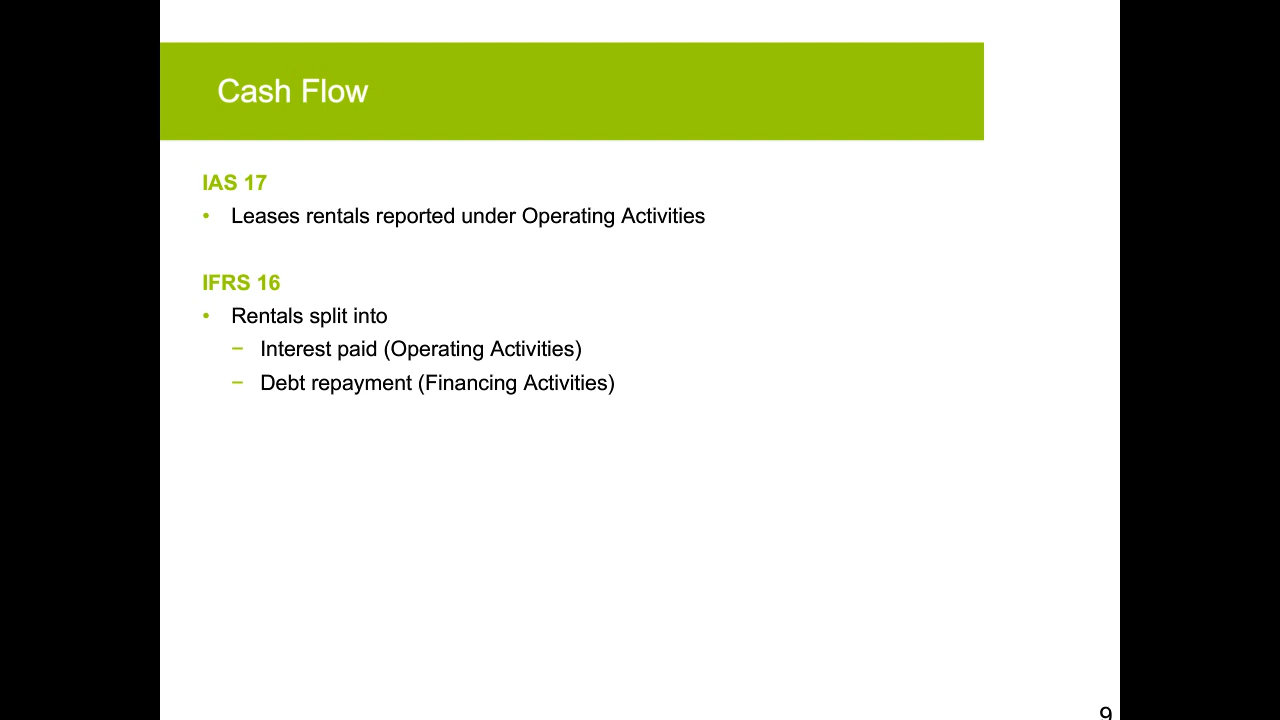 Cash Flow
IAS 17
• Leases rentals reported under Operating Activities
IFRS 16
• Rentals split into
− Interest paid (Operating Activities)
− Debt repayment (Financing Activities)
9